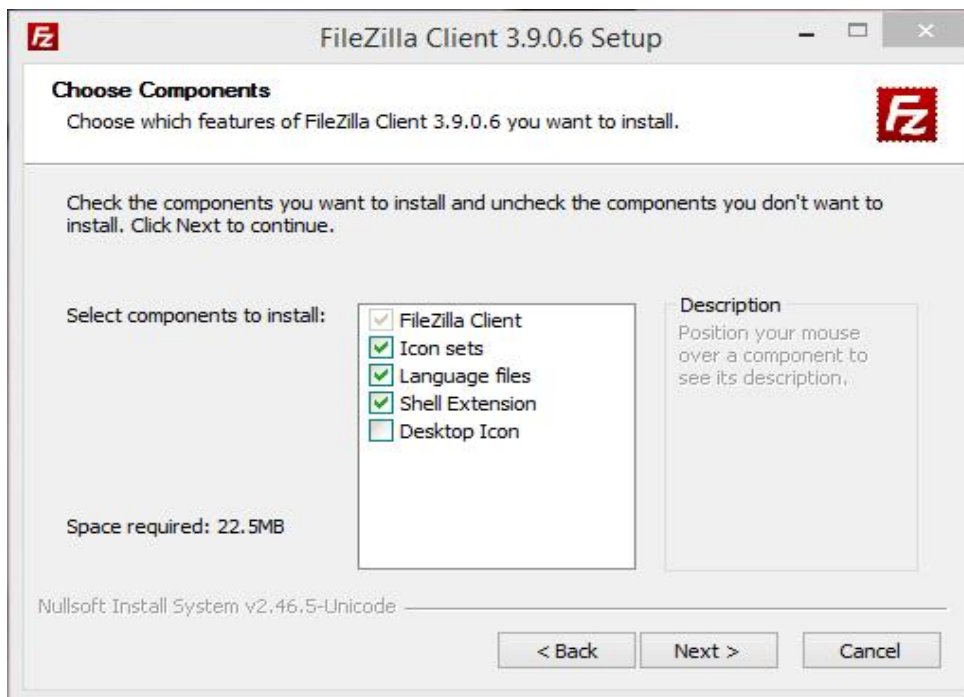 FileZilla Client 3.9.0.6 Setup
Choose Components
Choose which features of FileZilla Client 3.9.0.6 you want to install.
Fz
Check the components you want to install and uncheck the components you don't want to
install. Click Next to continue.
Select components to install:
FileZilla Client
Icon sets
Language files
Shell Extension
Desktop Icon
Description
Position your mouse
over a component to
see its description.
Space required: 22.5MB
Nullsoft Install System v2.46.5-Unicode
< Back
Next >
Cancel